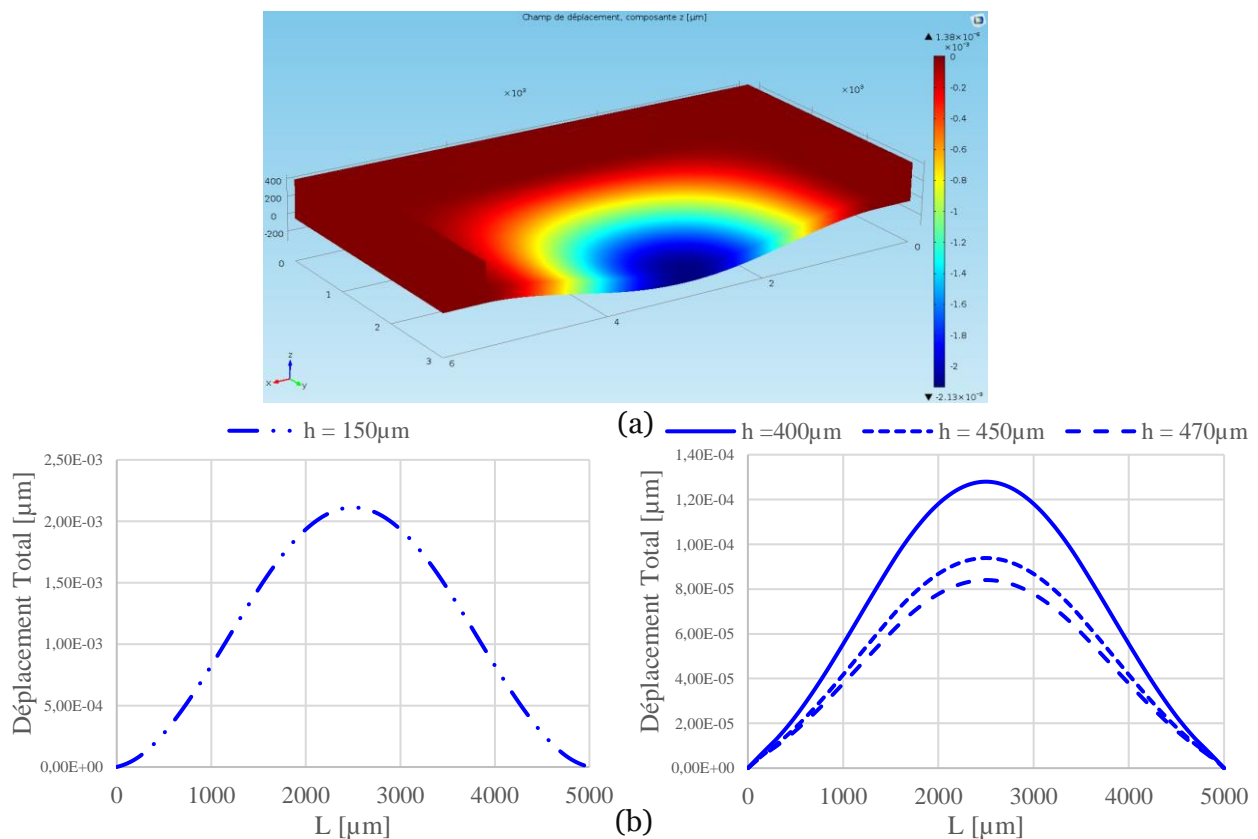 Champ de déplacement, composante z [µm]
▲ 1.38×10⁻⁶
×10⁻³
0
-0.2
-0.4
-0.6
-0.8
-1
-1.2
-1.4
-1.6
-1.8
-2
▼ -2.13×10⁻³
×10³
×10³
400
200
0
-200
0
1
2
3
6
4
2
0
x
y
z
(a)
h = 150µm
Déplacement Total [µm]
2,50E-03
2,00E-03
1,50E-03
1,00E-03
5,00E-04
0,00E+00
0 1000 2000 3000 4000 5000
L [µm]
h =400µm h = 450µm h = 470µm
Déplacement Total [µm]
1,40E-04
1,20E-04
1,00E-04
8,00E-05
6,00E-05
4,00E-05
2,00E-05
0,00E+00
0 1000 2000 3000 4000 5000
L [µm]
(b)